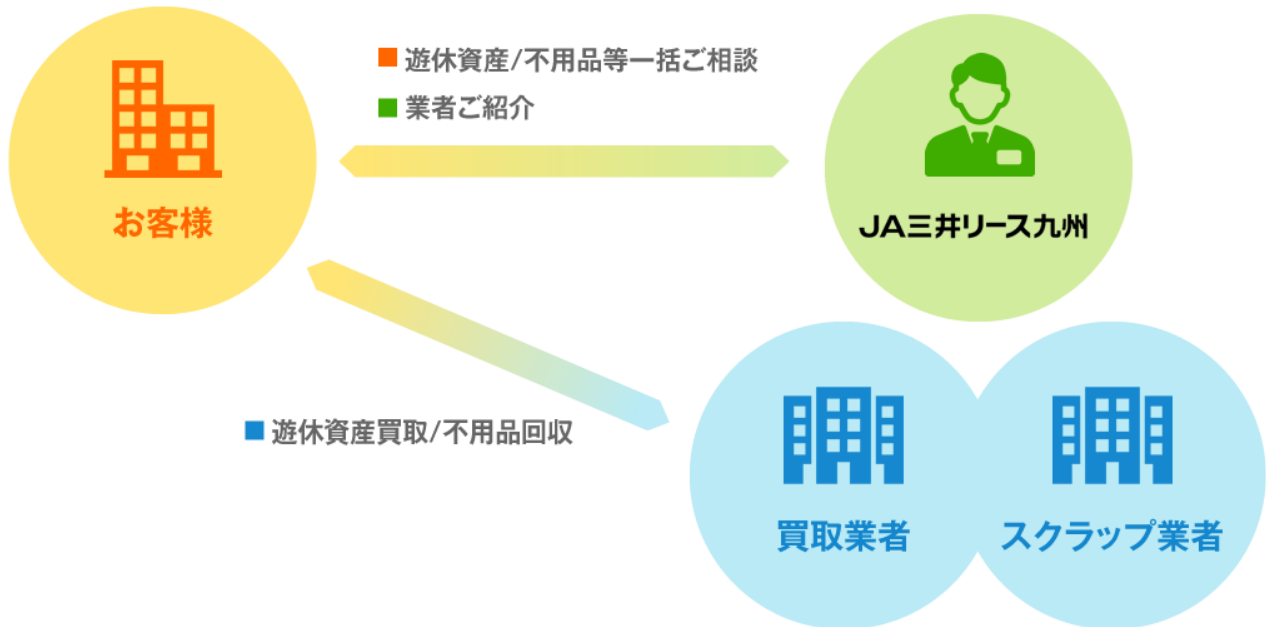 ■ 遊休資産/不用品等一括ご相談
■ 業者ご紹介
お客様
JA三井リース九州
■ 遊休資産買取/不用品回収
買取業者
スクラップ業者